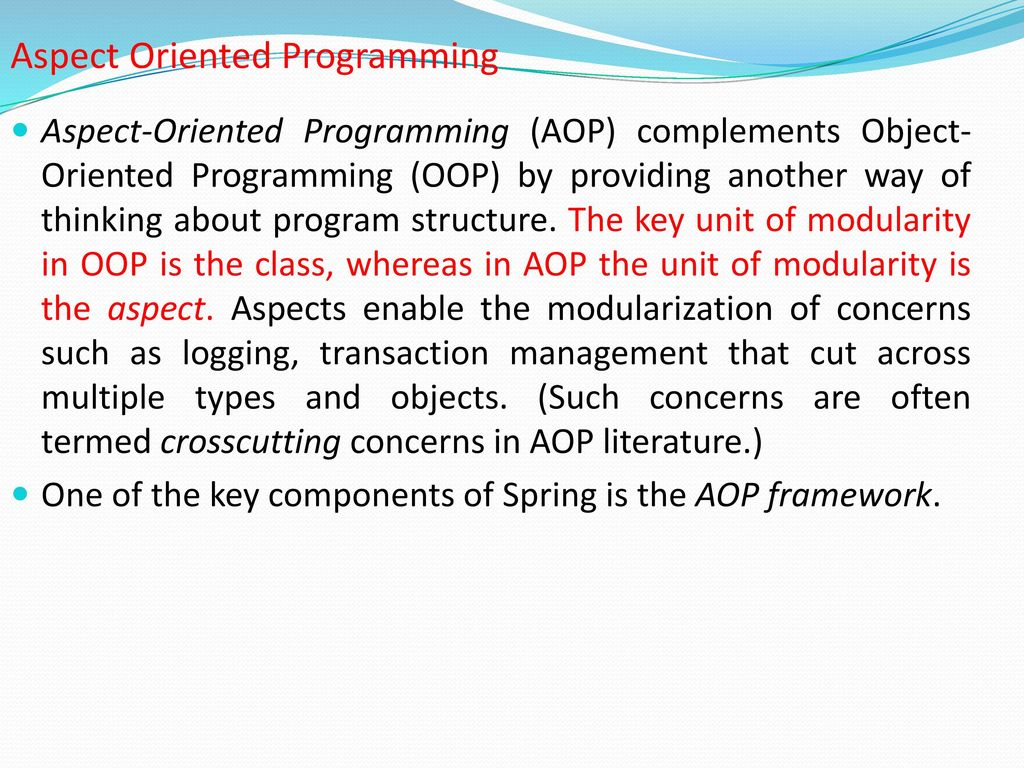 Aspect Oriented Programming
• Aspect-Oriented Programming (AOP) complements Object-
Oriented Programming (OOP) by providing another way of
thinking about program structure. The key unit of modularity
in OOP is the class, whereas in AOP the unit of modularity is
the aspect. Aspects enable the modularization of concerns
such as logging, transaction management that cut across
multiple types and objects. (Such concerns are often
termed crosscutting concerns in AOP literature.)
• One of the key components of Spring is the AOP framework.